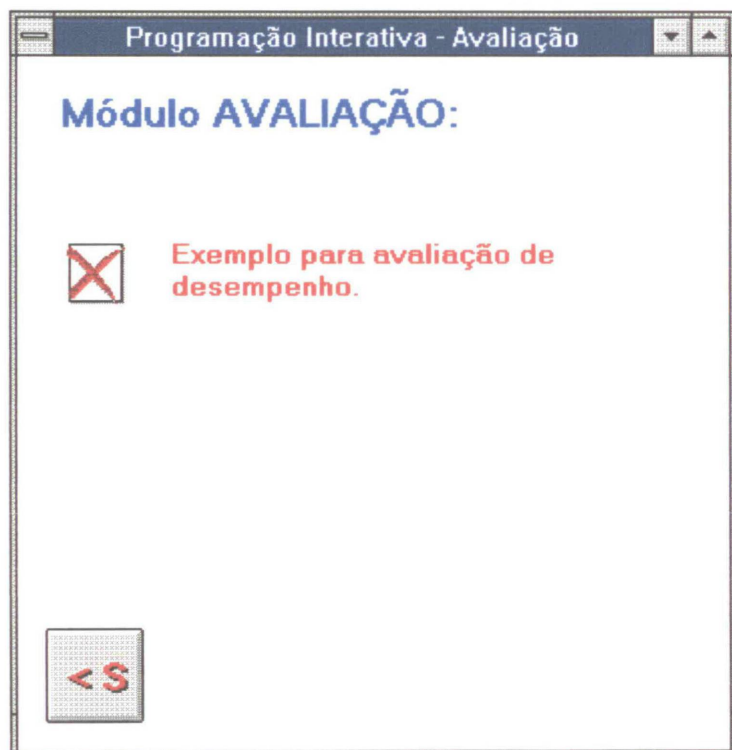 Programação Interativa - Avaliação
Módulo AVALIAÇÃO:
Exemplo para avaliação de
desempenho.
<S